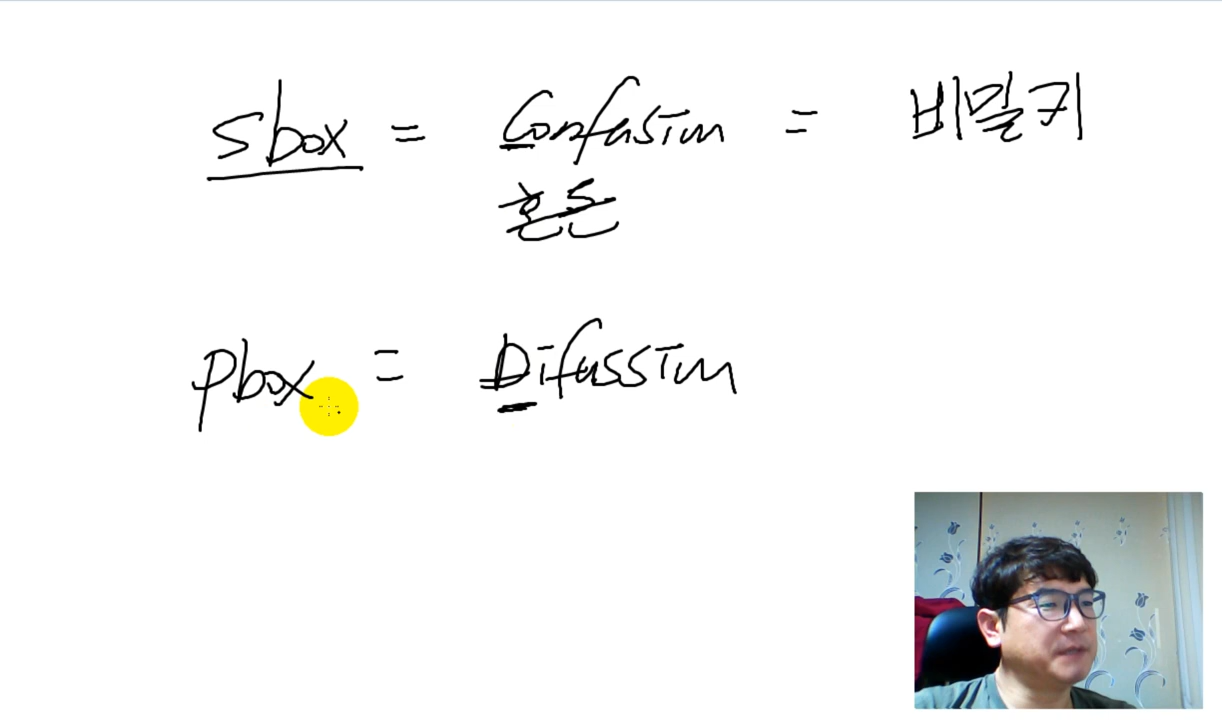 Sbox = Confusion = 비밀키
혼돈
Pbox = Difussion